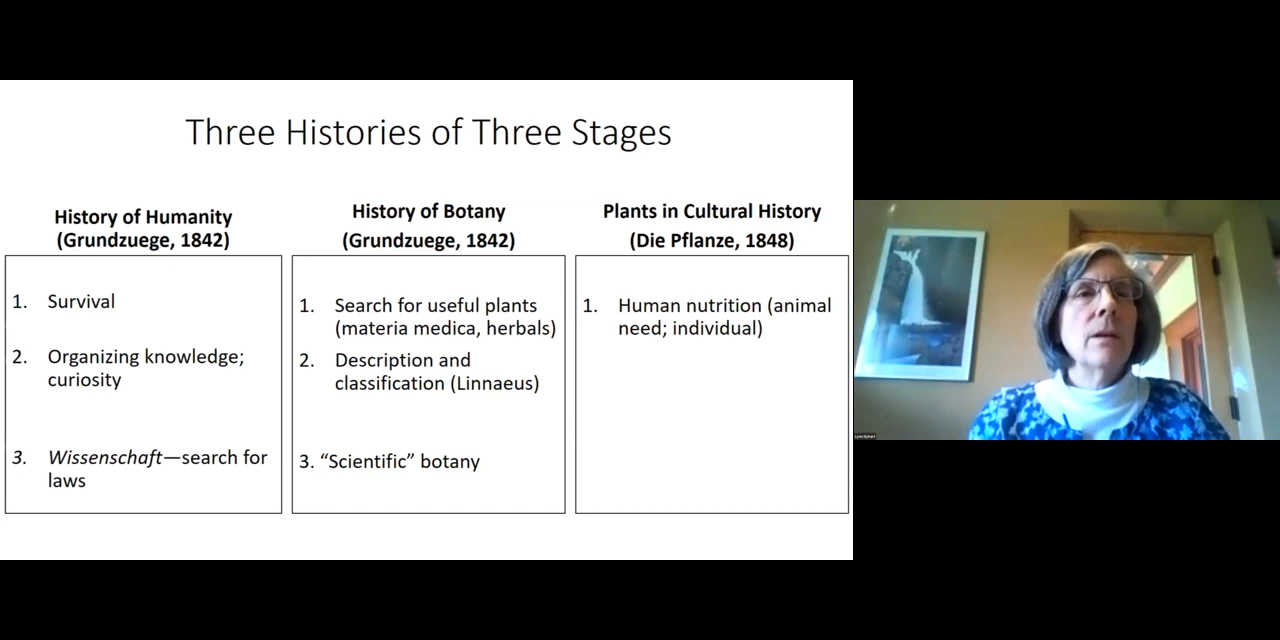 Three Histories of Three Stages
History of Humanity
(Grundzuege, 1842)
1. Survival
2. Organizing knowledge;
curiosity
3. Wissenschaft—search for
laws
History of Botany
(Grundzuege, 1842)
1. Search for useful plants
(materia medica, herbals)
2. Description and
classification (Linnaeus)
3. “Scientific” botany
Plants in Cultural History
(Die Pflanze, 1848)
1. Human nutrition (animal
need; individual)